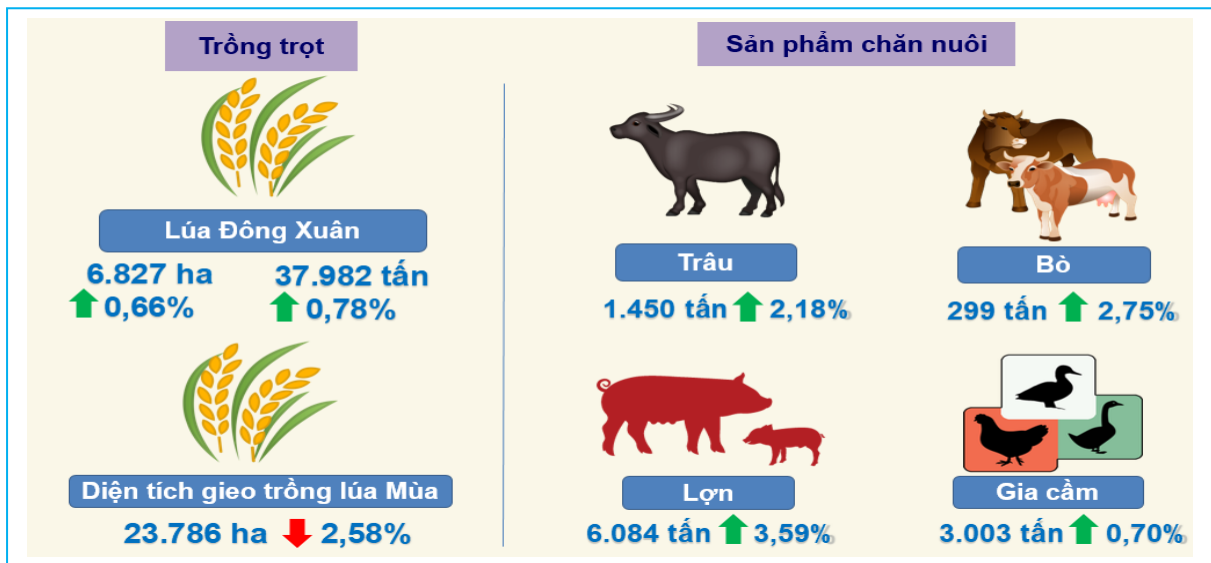 Trồng trọt
Lúa Đông Xuân
6.827 ha 37.982 tấn
0,66% 0,78%
Diện tích gieo trồng lúa Mùa
23.786 ha 2,58%
Sản phẩm chăn nuôi
Trâu Bò
1.450 tấn 2,18% 299 tấn 2,75%
Lợn Gia cầm
6.084 tấn 3,59% 3.003 tấn 0,70%